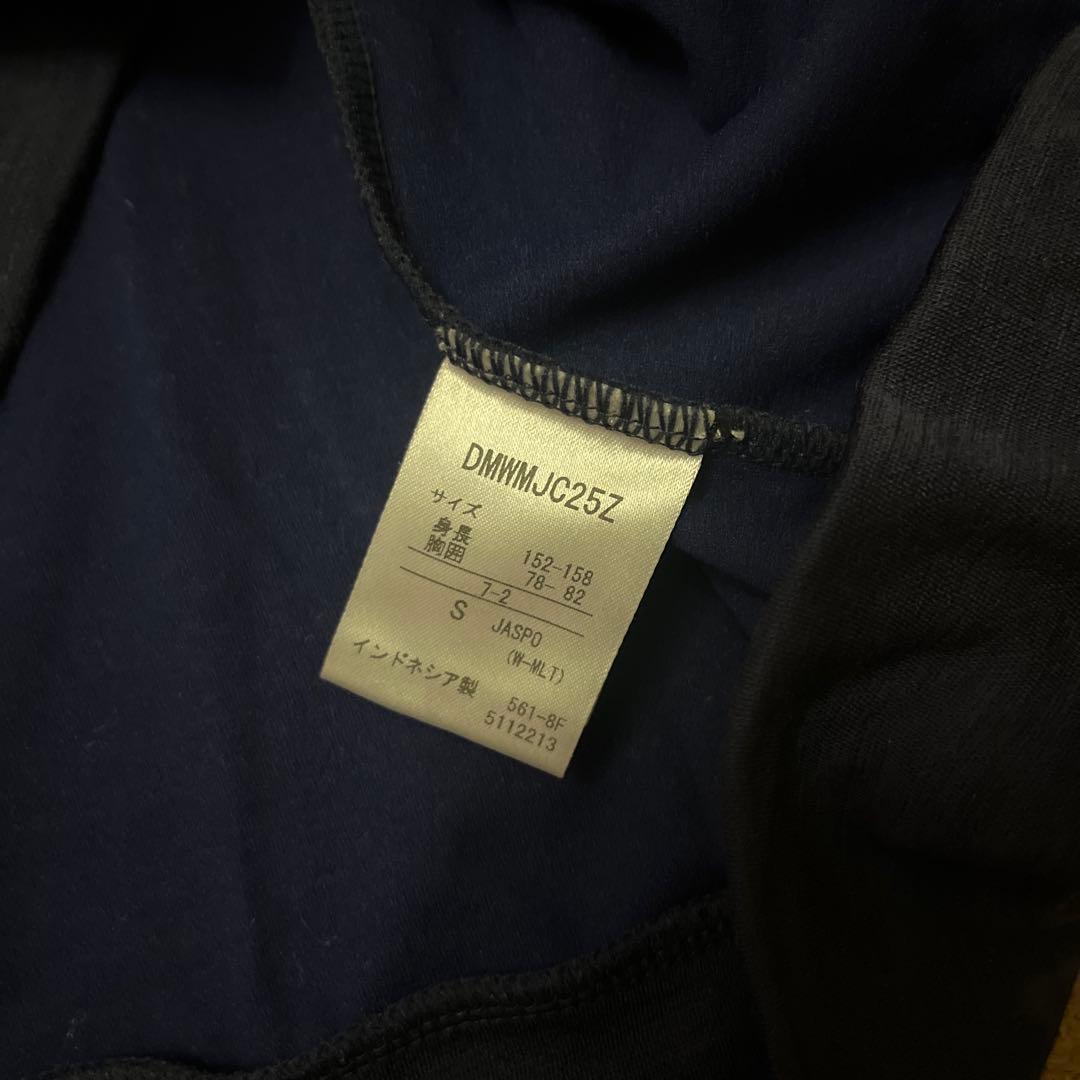 DMWMJC25Z
サイズ
身長 152-158
胸囲 78- 82
7-2
S JASPO
(W-MLT)
インドネシア製 561-8F
5112213